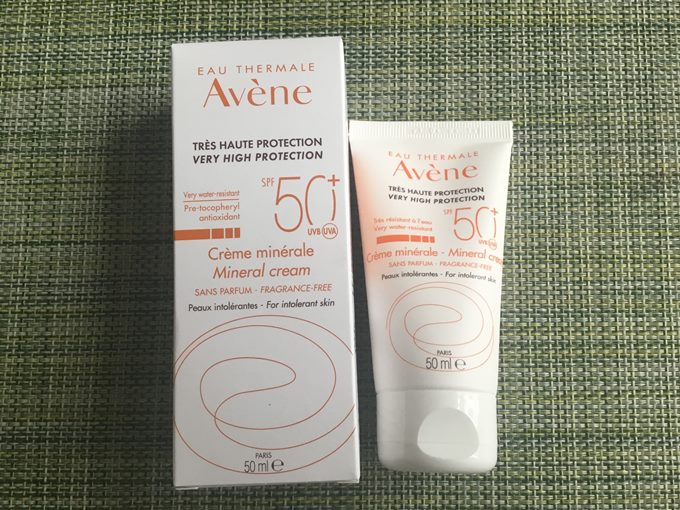 EAU THERMALE
Avène
TRÈS HAUTE PROTECTION
VERY HIGH PROTECTION
Very water-resistant
Pre-tocopheryl
antioxidant
SPF 50+
UVB UVA
Crème minérale
Mineral cream
SANS PARFUM - FRAGRANCE-FREE
Peaux intolérantes - For intolerant skin
PARIS
50 ml e
EAU THERMALE
Avène
TRÈS HAUTE PROTECTION
VERY HIGH PROTECTION
Très résistant à l'eau
Very water-resistant
SPF 50+
UVB UVA
Crème minérale - Mineral cream
SANS PARFUM - FRAGRANCE-FREE
Peaux intolérantes - For intolerant skin
PARIS
50 ml e